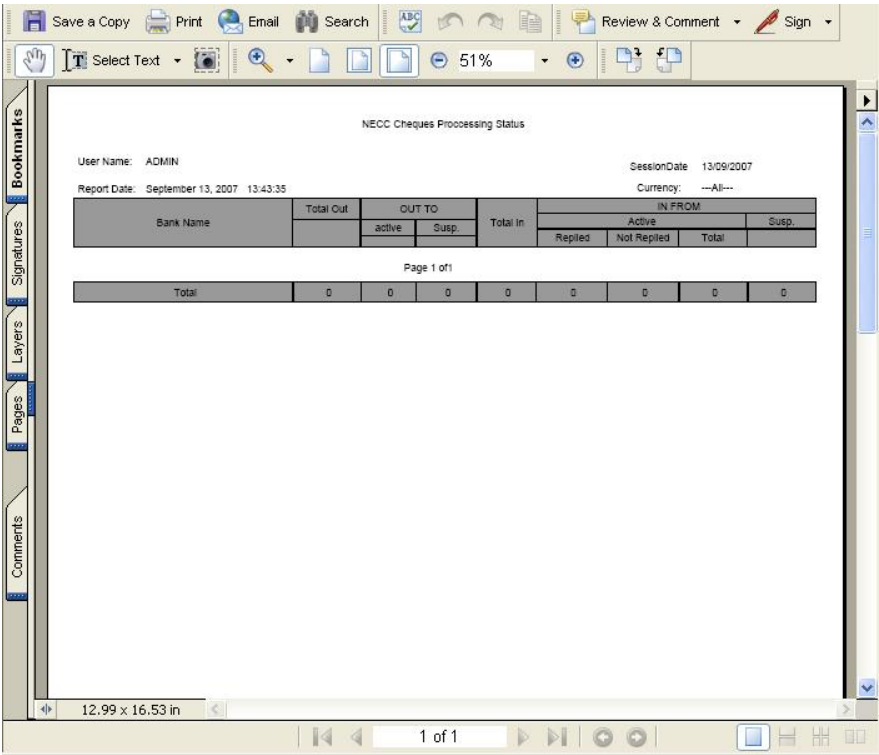 Save a Copy Print Email Search ABC Review & Comment Sign
T Select Text 51%
Bookmarks
Signatures
Layers
Pages
Comments
NECC Cheques Proccessing Status
User Name: ADMIN
SessionDate 13/09/2007
Report Date: September 13, 2007 13:43:35
Currency: ---All---
Bank Name Total Out OUT TO Total In IN FROM
active Susp. Active Susp.
Replied Not Replied Total
Page 1 of1
Total 0 0 0 0 0 0 0 0
12.99 x 16.53 in
1 of 1